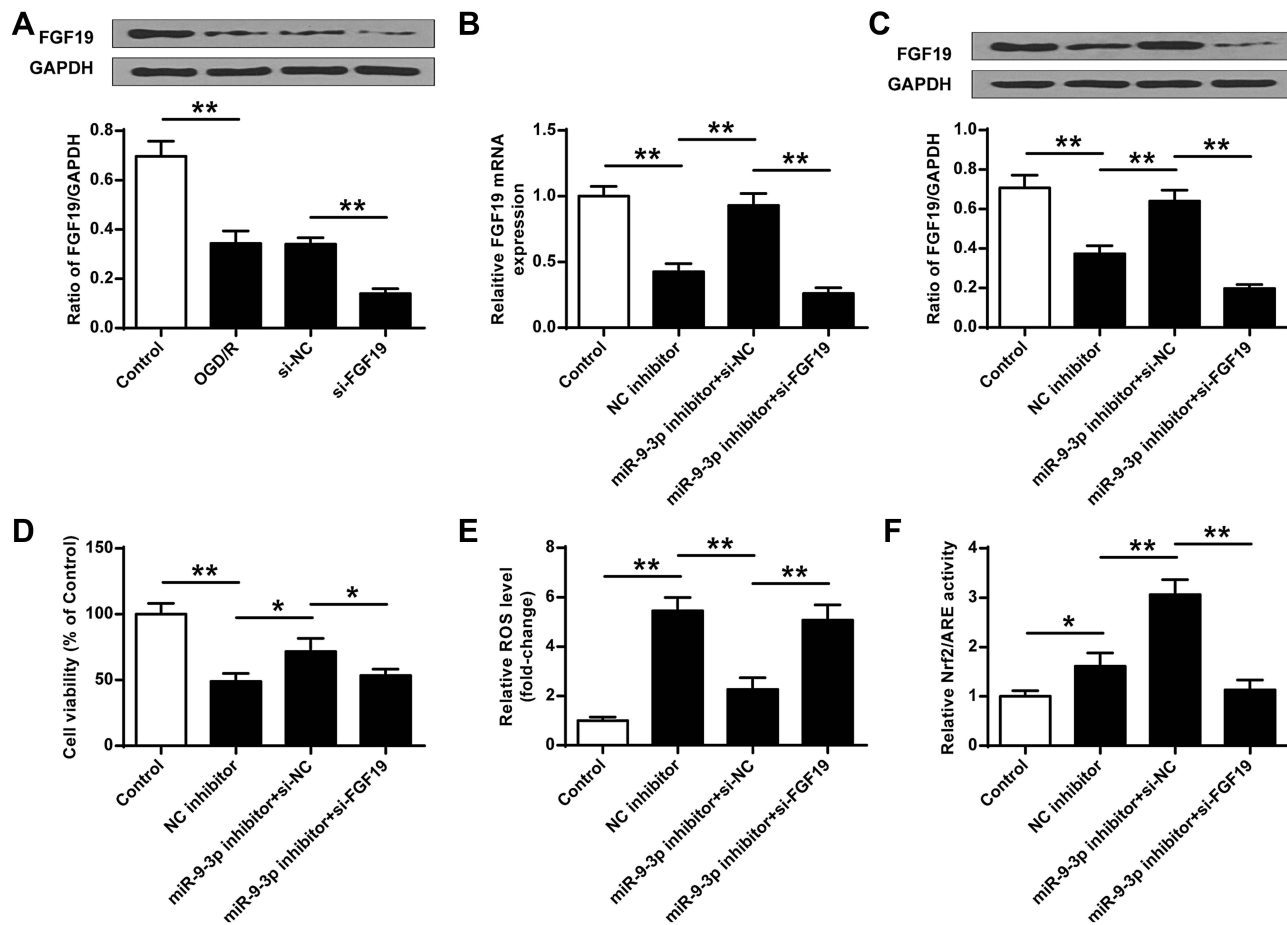 A
FGF19
GAPDH
**
**
Ratio of FGF19/GAPDH
0.8
0.6
0.4
0.2
0.0
Control
OGD/R
si-NC
si-FGF19
B
**
**
**
Relaitive FGF19 mRNA
expression
1.5
1.0
0.5
0.0
Control
NC inhibitor
miR-9-3p inhibitor+si-NC
miR-9-3p inhibitor+si-FGF19
C
FGF19
GAPDH
**
**
**
Ratio of FGF19/GAPDH
1.0
0.8
0.6
0.4
0.2
0.0
Control
NC inhibitor
miR-9-3p inhibitor+si-NC
miR-9-3p inhibitor+si-FGF19
D
**
*
*
Cell viability (% of Control)
150
100
50
0
Control
NC inhibitor
miR-9-3p inhibitor+si-NC
miR-9-3p inhibitor+si-FGF19
E
**
**
**
Relative ROS level
(fold-change)
8
6
4
2
0
Control
NC inhibitor
miR-9-3p inhibitor+si-NC
miR-9-3p inhibitor+si-FGF19
F
*
**
**
Relative Nrf2/ARE activity
4
3
2
1
0
Control
NC inhibitor
miR-9-3p inhibitor+si-NC
miR-9-3p inhibitor+si-FGF19